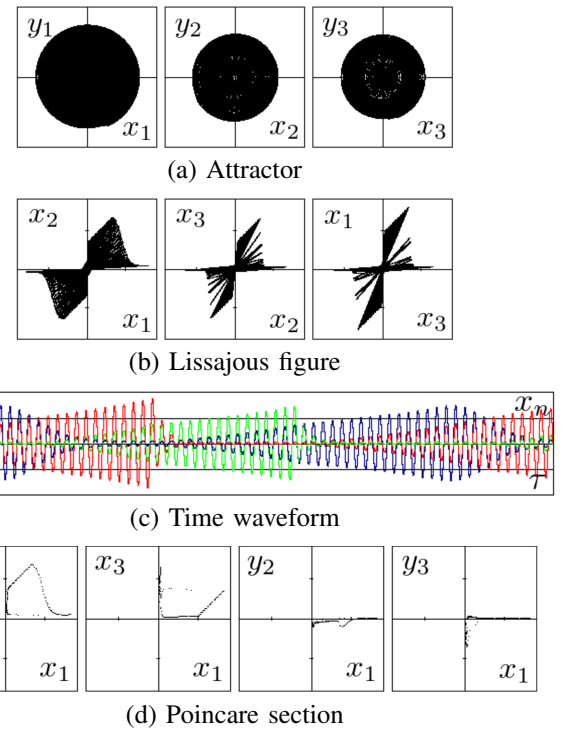 y₁ y₂ y₃
x₁ x₂ x₃
(a) Attractor
x₂ x₃ x₁
x₁ x₂ x₃
(b) Lissajous figure
xₙ
τ
(c) Time waveform
x₃ y₂ y₃
x₁ x₁ x₁ x₁
(d) Poincare section